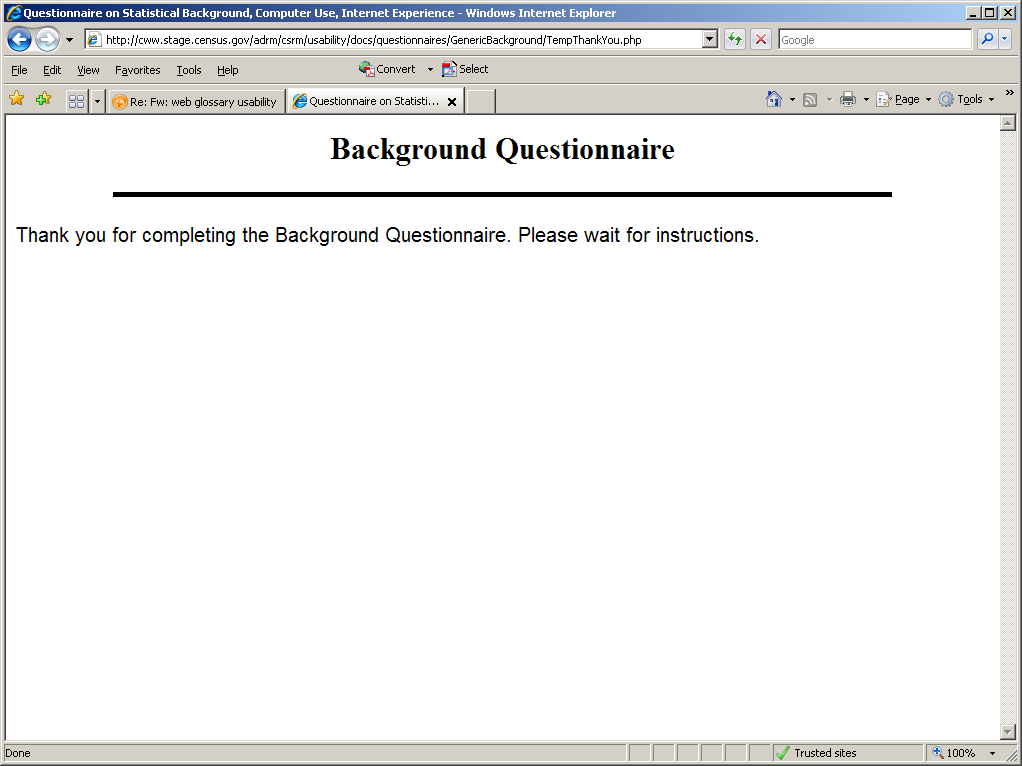 Questionnaire on Statistical Background, Computer Use, Internet Experience - Windows Internet Explorer
http://cww.stage.census.gov/adrm/csrm/usability/docs/questionnaires/GenericBackground/TempThankYou.php
Google
File Edit View Favorites Tools Help Convert Select
Re: Fw: web glossary usability Questionnaire on Statisti... Page Tools
Background Questionnaire
Thank you for completing the Background Questionnaire. Please wait for instructions.
Done Trusted sites 100%